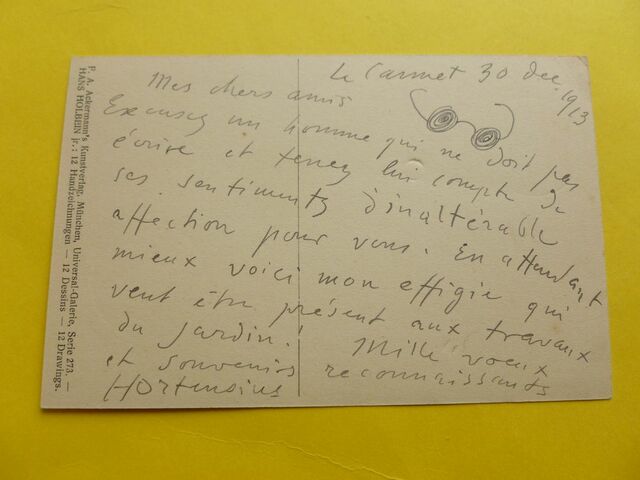 P. A. Ackermann's Kunstverlag, München, Universal-Galerie, Serie 273. —
HANS HOLBEIN jr.: 12 Handzeichnungen — 12 Dessins — 12 Drawings.
Le Cannet 30 dec
1913
Mes chers amis
Excusez un homme qui ne doit pas
écrire et tenez lui compte de
ses sentiments d'inaltérable
affection pour vous. En attendant
mieux voici mon effigie qui
veut être présent aux travaux
du jardin!
Mille vœux
et souvenirs reconnaissants
Hortensius